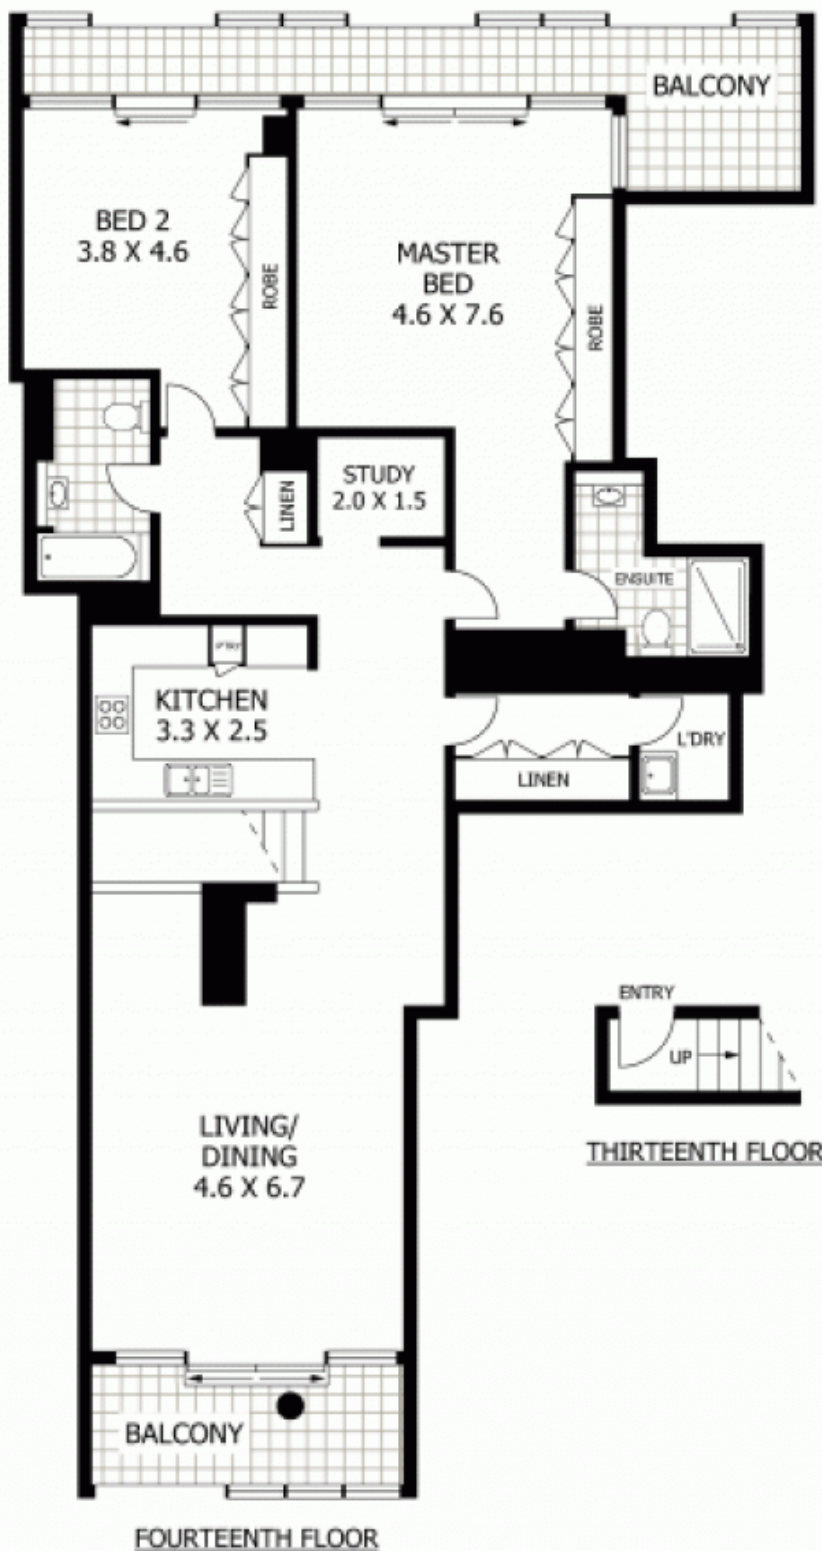 BALCONY
BED 2
3.8 X 4.6
ROBE
MASTER
BED
4.6 X 7.6
ROBE
STUDY
2.0 X 1.5
LINEN
ENSUITE
KITCHEN
3.3 X 2.5
L'DRY
LINEN
ENTRY
UP
THIRTEENTH FLOOR
LIVING/
DINING
4.6 X 6.7
BALCONY
FOURTEENTH FLOOR